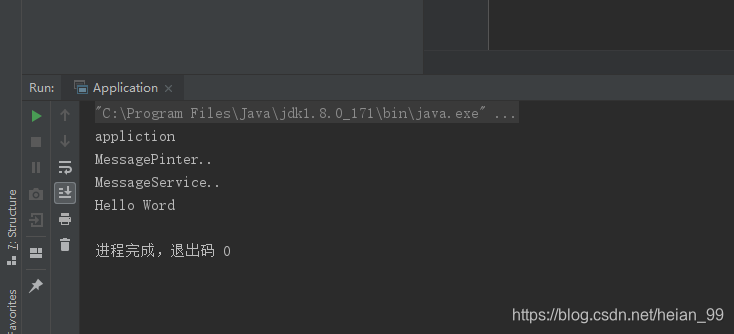 Run: Application
"C:\Program Files\Java\jdk1.8.0_171\bin\java.exe" ...
appliction
MessagePinter..
MessageService..
Hello Word
进程完成，退出码 0
7: Structure
Favorites
https://blog.csdn.net/heian_99